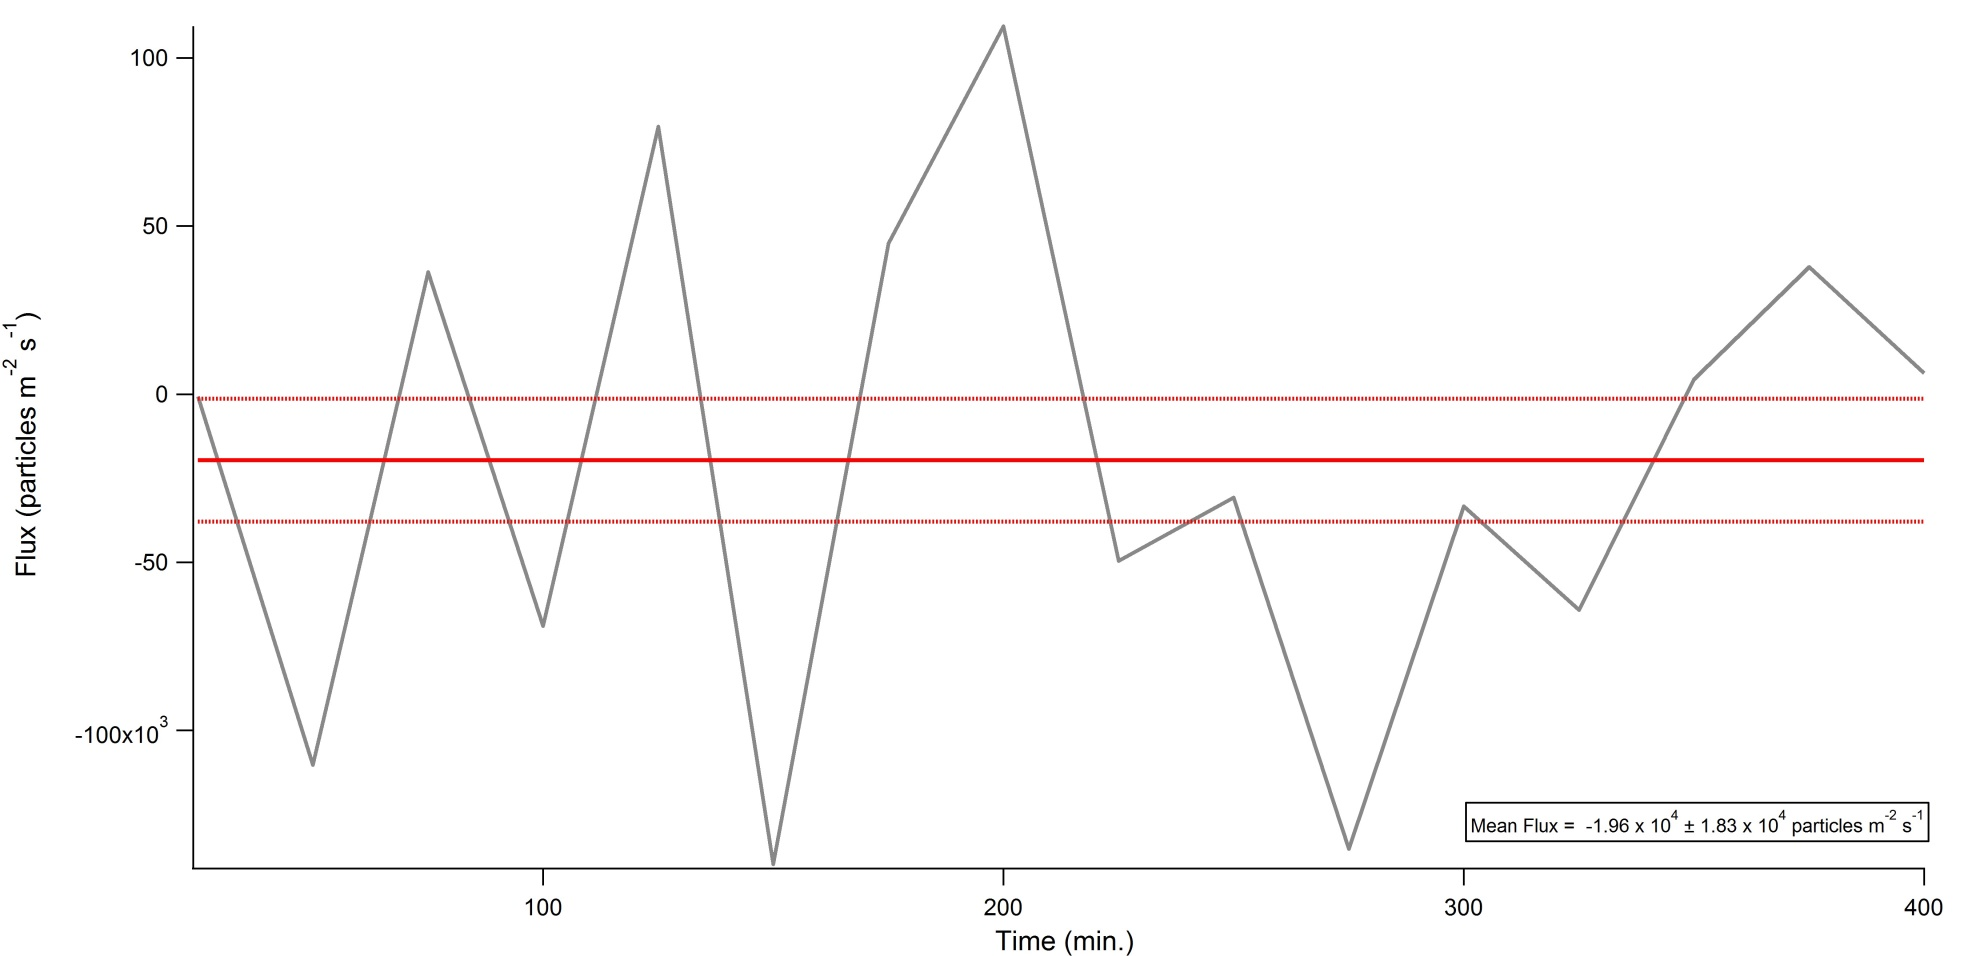 100
50
0
-50
-100x10³
Flux (particles m⁻² s⁻¹)
Mean Flux = -1.96 x 10⁴ ± 1.83 x 10⁴ particles m⁻² s⁻¹
100
200
300
400
Time (min.)